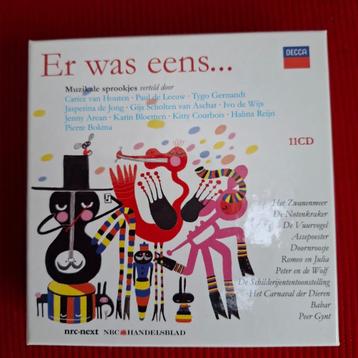 Er was eens...
DECCA
Muzikale sprookjes verteld door
Carice van Houten · Paul de Leeuw · Tygo Gernandt
Jasperina de Jong · Gijs Scholten van Aschat · Ivo de Wijs
Jenny Arean · Karin Bloemen · Kitty Courbois · Halina Reijn
Pierre Bokma
11CD
Het Zwanenmeer
De Notenkraker
De Vuurvogel
Assepoester
Doornroosje
Romeo en Julia
Peter en de Wolf
De Schilderijententoonstelling
Het Carnaval der Dieren
Babar
Peer Gynt
nrc·next NRC HANDELSBLAD